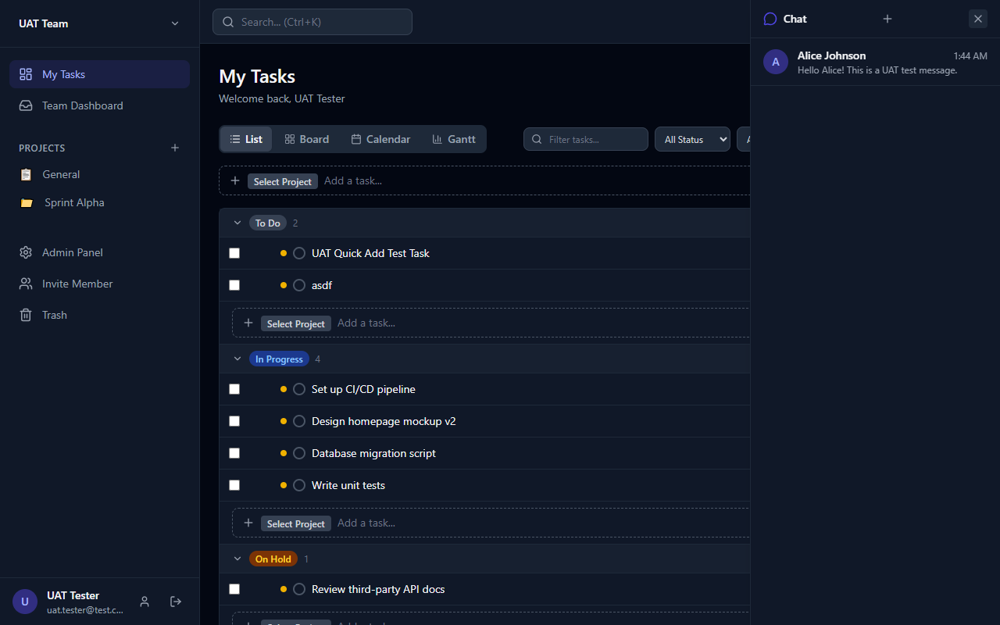 UAT Team
My Tasks
Team Dashboard
PROJECTS
General
Sprint Alpha
Admin Panel
Invite Member
Trash
UAT Tester
uat.tester@test.c...
Search... (Ctrl+K)
My Tasks
Welcome back, UAT Tester
List
Board
Calendar
Gantt
Filter tasks...
All Status
Select Project Add a task...
To Do 2
UAT Quick Add Test Task
asdf
Select Project Add a task...
In Progress 4
Set up CI/CD pipeline
Design homepage mockup v2
Database migration script
Write unit tests
Select Project Add a task...
On Hold 1
Review third-party API docs
Chat
A
Alice Johnson 1:44 AM
Hello Alice! This is a UAT test message.
U